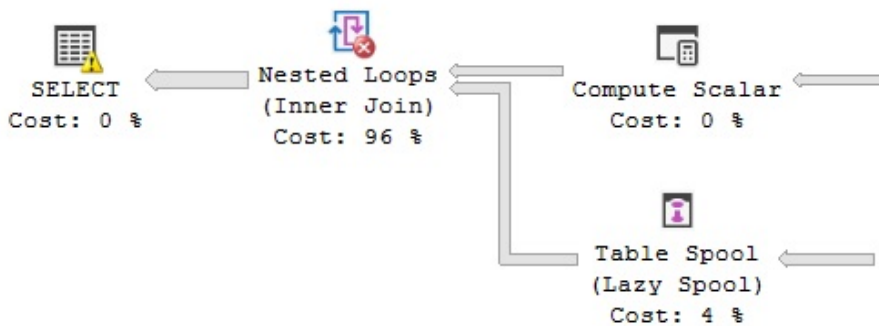 SELECT
Cost: 0 %
Nested Loops
(Inner Join)
Cost: 96 %
Compute Scalar
Cost: 0 %
Table Spool
(Lazy Spool)
Cost: 4 %